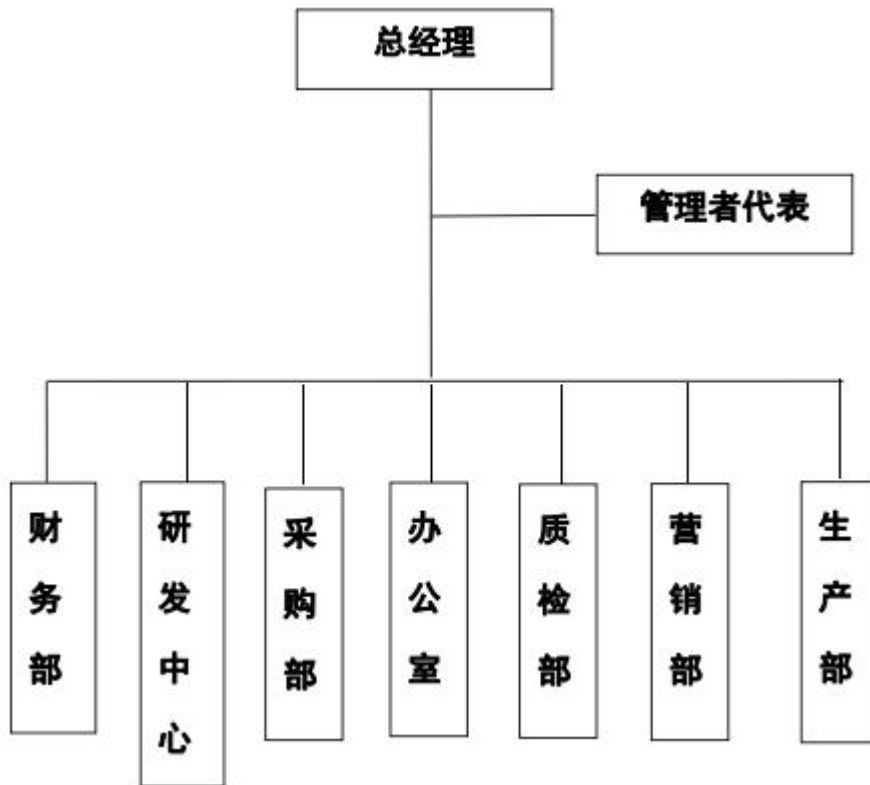 总经理
管理者代表
财务部
研发中心
采购部
办公室
质检部
营销部
生产部